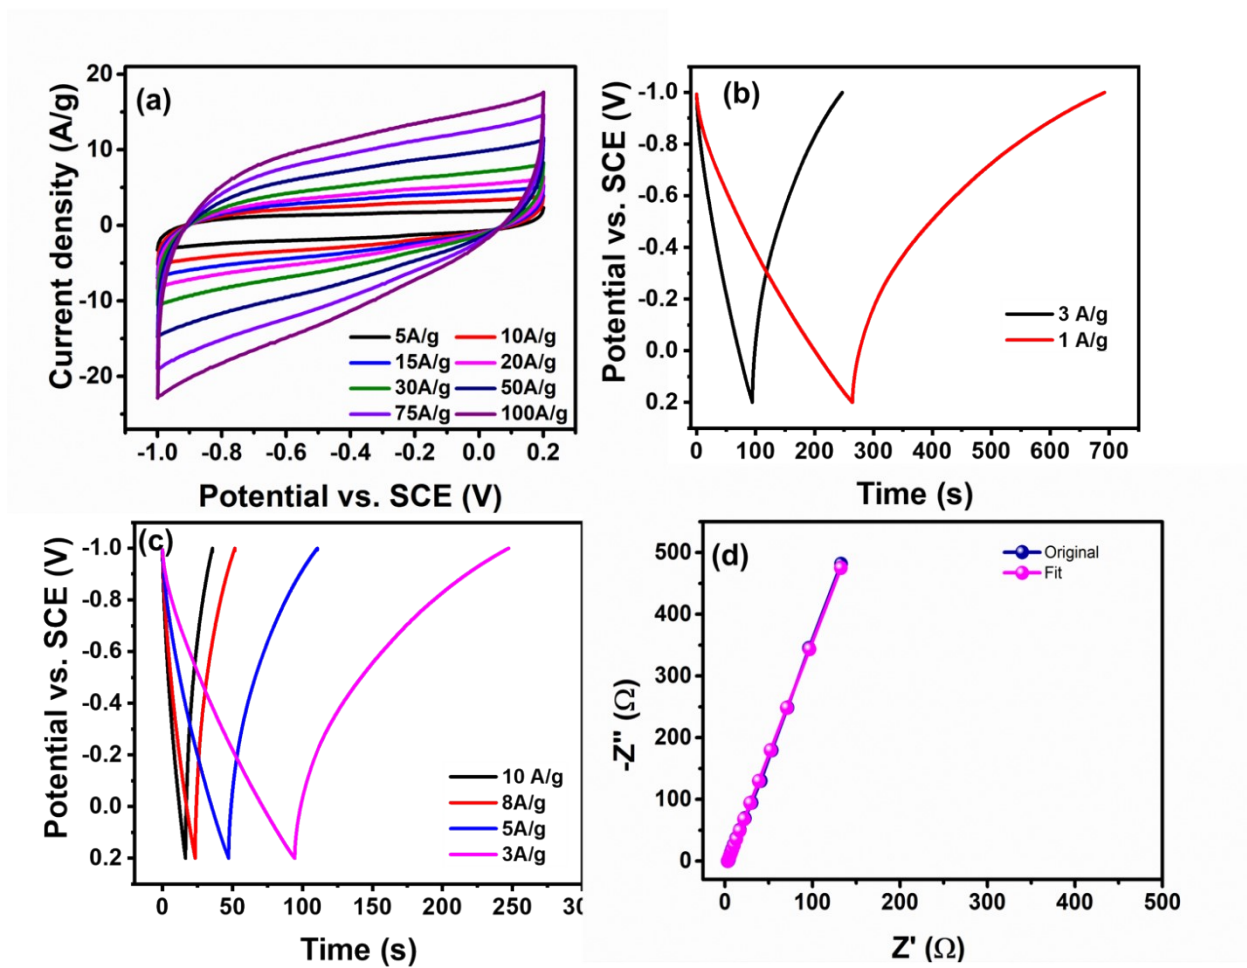 (a)
Current density (A/g)
20
10
0
-10
-20
5A/g 10A/g
15A/g 20A/g
30A/g 50A/g
75A/g 100A/g
-1.0 -0.8 -0.6 -0.4 -0.2 0.0 0.2
Potential vs. SCE (V)
(b)
Potential vs. SCE (V)
-1.0
-0.8
-0.6
-0.4
-0.2
0.0
0.2
3 A/g
1 A/g
0 100 200 300 400 500 600 700
Time (s)
(c)
Potential vs. SCE (V)
-1.0
-0.8
-0.6
-0.4
-0.2
0.0
0.2
10 A/g
8A/g
5A/g
3A/g
0 50 100 150 200 250 30
Time (s)
(d)
-Z'' (Ω)
500
400
300
200
100
0
Original
Fit
0 100 200 300 400 500
Z' (Ω)